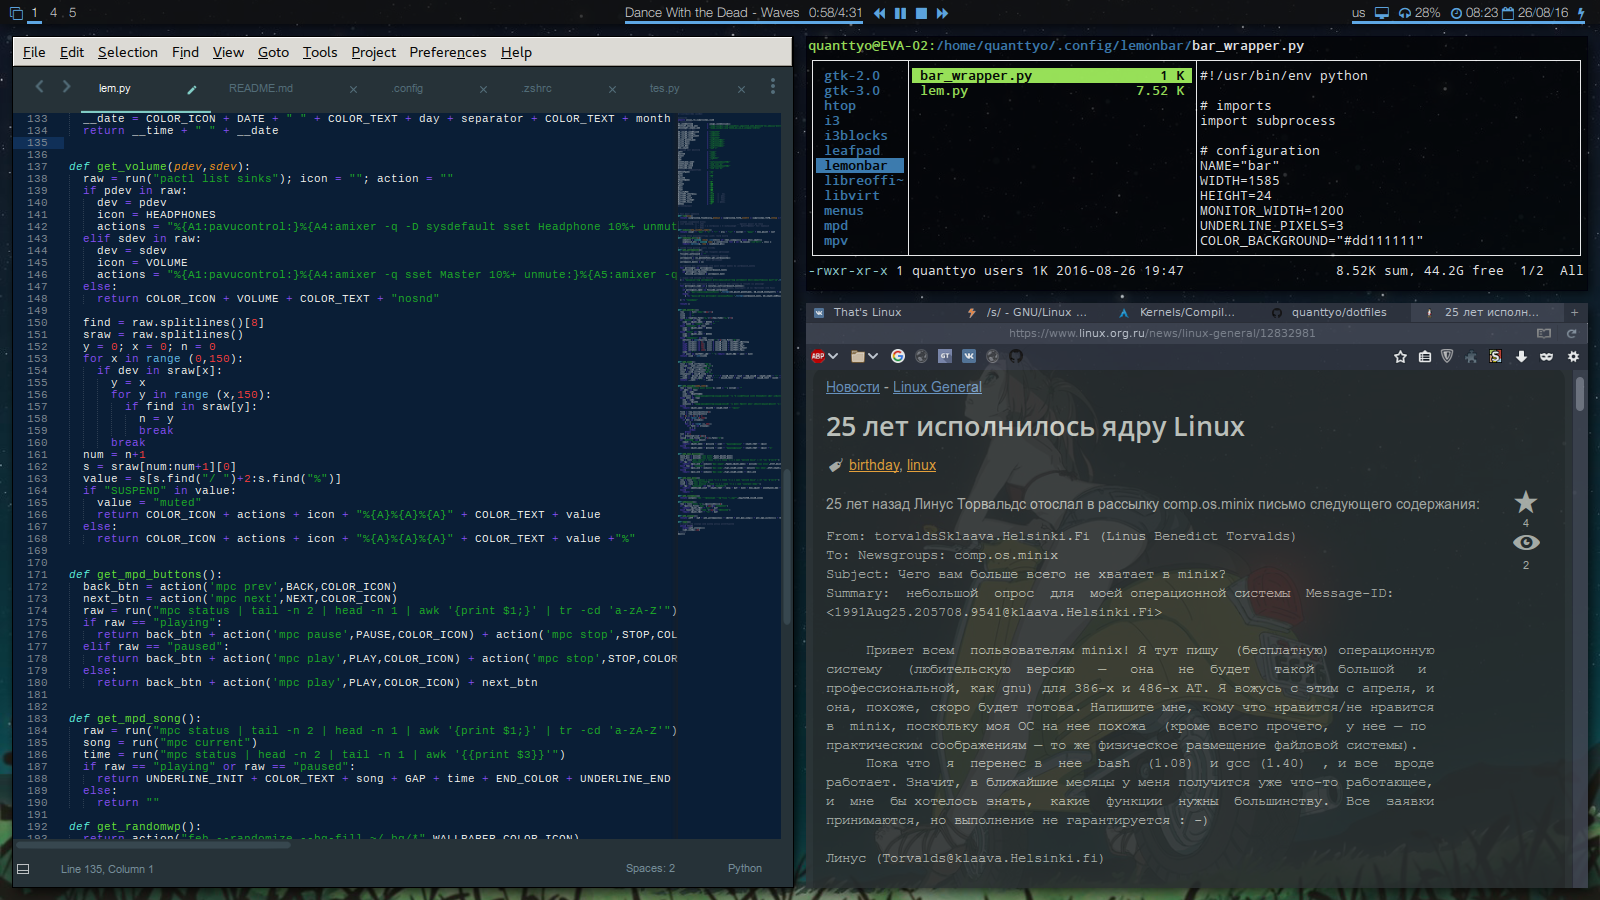 1 4 5
Dance With the Dead - Waves 0:58/4:31
us 28% 08:23 26/08/16
File Edit Selection Find View Goto Tools Project Preferences Help
lem.py README.md .config .zshrc tes.py
133 __date = COLOR_ICON + DATE + " " + COLOR_TEXT + day + separator + COLOR_TEXT + month
134 return __time + " " + __date
135
136
137 def get_volume(pdev,sdev):
138 raw = run("pactl list sinks"); icon = ""; action = ""
139 if pdev in raw:
140 dev = pdev
141 icon = HEADPHONES
142 actions = "%{A1:pavucontrol:}%{A4:amixer -q -D sysdefault sset Headphone 10%+ unmut
143 elif sdev in raw:
144 dev = sdev
145 icon = VOLUME
146 actions = "%{A1:pavucontrol:}%{A4:amixer -q sset Master 10%+ unmute:}%{A5:amixer -q
147 else:
148 return COLOR_ICON + VOLUME + COLOR_TEXT + "nosnd"
149
150 find = raw.splitlines()[8]
151 sraw = raw.splitlines()
152 y = 0; x = 0; n = 0
153 for x in range (0,150):
154 if dev in sraw[x]:
155 y = x
156 for y in range (x,150):
157 if find in sraw[y]:
158 n = y
159 break
160 break
161 num = n+1
162 s = sraw[num:num+1][0]
163 value = s[s.find("/ ")+2:s.find("%")]
164 if "SUSPEND" in value:
165 value = "muted"
166 return COLOR_ICON + actions + icon + "%{A}%{A}%{A}" + COLOR_TEXT + value
167 else:
168 return COLOR_ICON + actions + icon + "%{A}%{A}%{A}" + COLOR_TEXT + value +"%"
169
170
171 def get_mpd_buttons():
172 back_btn = action('mpc prev',BACK,COLOR_ICON)
173 next_btn = action('mpc next',NEXT,COLOR_ICON)
174 raw = run("mpc status | tail -n 2 | head -n 1 | awk '{print $1;}' | tr -cd 'a-zA-Z'")
175 if raw == "playing":
176 return back_btn + action('mpc pause',PAUSE,COLOR_ICON) + action('mpc stop',STOP,COL
177 elif raw == "paused":
178 return back_btn + action('mpc play',PLAY,COLOR_ICON) + action('mpc stop',STOP,COLOR
179 else:
180 return back_btn + action('mpc play',PLAY,COLOR_ICON) + next_btn
181
182
183 def get_mpd_song():
184 raw = run("mpc status | tail -n 2 | head -n 1 | awk '{print $1;}' | tr -cd 'a-zA-Z'")
185 song = run("mpc current")
186 time = run("mpc status | head -n 2 | tail -n 1 | awk '{{print $3}}'")
187 if raw == "playing" or raw == "paused":
188 return UNDERLINE_INIT + COLOR_TEXT + song + GAP + time + END_COLOR + UNDERLINE_END
189 else:
190 return ""
191
192 def get_randomwp():
193 return action("feh --randomize --bg-fill ~/.bg/*",WALLPAPER,COLOR_ICON)
Line 135, Column 1 Spaces: 2 Python
quanttyo@EVA-02:/home/quanttyo/.config/lemonbar/bar_wrapper.py
gtk-2.0
gtk-3.0
htop
i3
i3blocks
leafpad
lemonbar
libreoffi~
libvirt
menus
mpd
mpv
bar_wrapper.py 1 K
lem.py 7.52 K
#!/usr/bin/env python
# imports
import subprocess
# configuration
NAME="bar"
WIDTH=1585
HEIGHT=24
MONITOR_WIDTH=1200
UNDERLINE_PIXELS=3
COLOR_BACKGROUND="#dd111111"
-rwxr-xr-x 1 quanttyo users 1K 2016-08-26 19:47 8.52K sum, 44.2G free 1/2 All
That's Linux /s/ - GNU/Linux ... Kernels/Compil... quanttyo/dotfiles 25 лет исполн... +
https://www.linux.org.ru/news/linux-general/12832981
ABP GT
Новости - Linux General
25 лет исполнилось ядру Linux
birthday, linux
25 лет назад Линус Торвальдс отослал в рассылку comp.os.minix письмо следующего содержания:
4
2
From: torvaldsSklaava.Helsinki.Fi (Linus Benedict Torvalds)
To: Newsgroups: comp.os.minix
Subject: Чего вам больше всего не хватает в minix?
Summary: небольшой опрос для моей операционной системы Message-ID:
<1991Aug25.205708.9541@klaava.Helsinki.Fi>
Привет всем пользователям minix! Я тут пишу (бесплатную) операционную
систему (любительскую версию — она не будет такой большой и
профессиональной, как gnu) для 386-х и 486-х AT. Я вожусь с этим с апреля, и
она, похоже, скоро будет готова. Напишите мне, кому что нравится/не нравится
в minix, поскольку моя ОС на нее похожа (кроме всего прочего, у нее — по
практическим соображениям — то же физическое размещение файловой системы).
Пока что я перенес в нее bash (1.08) и gcc (1.40) , и все вроде
работает. Значит, в ближайшие месяцы у меня получится уже что-то работающее,
и мне бы хотелось знать, какие функции нужны большинству. Все заявки
принимаются, но выполнение не гарантируется : -)
Линус (Torvalds@klaava.Helsinki.fi)